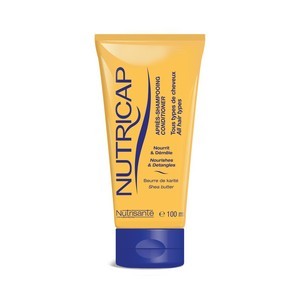 NUTRICAP
APRÈS-SHAMPOOING
CONDITIONER
Tous types de cheveux
All hair types
Nourrit
& Démêle
Nourishes
& Detangles
Beurre de karité
Shea butter
Nutrisanté
100